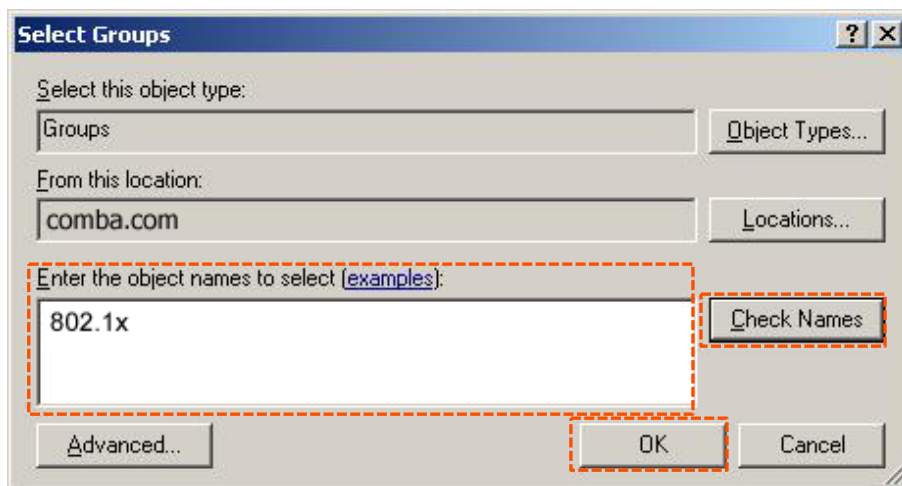 Select Groups
Select this object type:
Groups
Object Types...
From this location:
comba.com
Locations...
Enter the object names to select (examples):
802.1x
Check Names
Advanced...
OK
Cancel